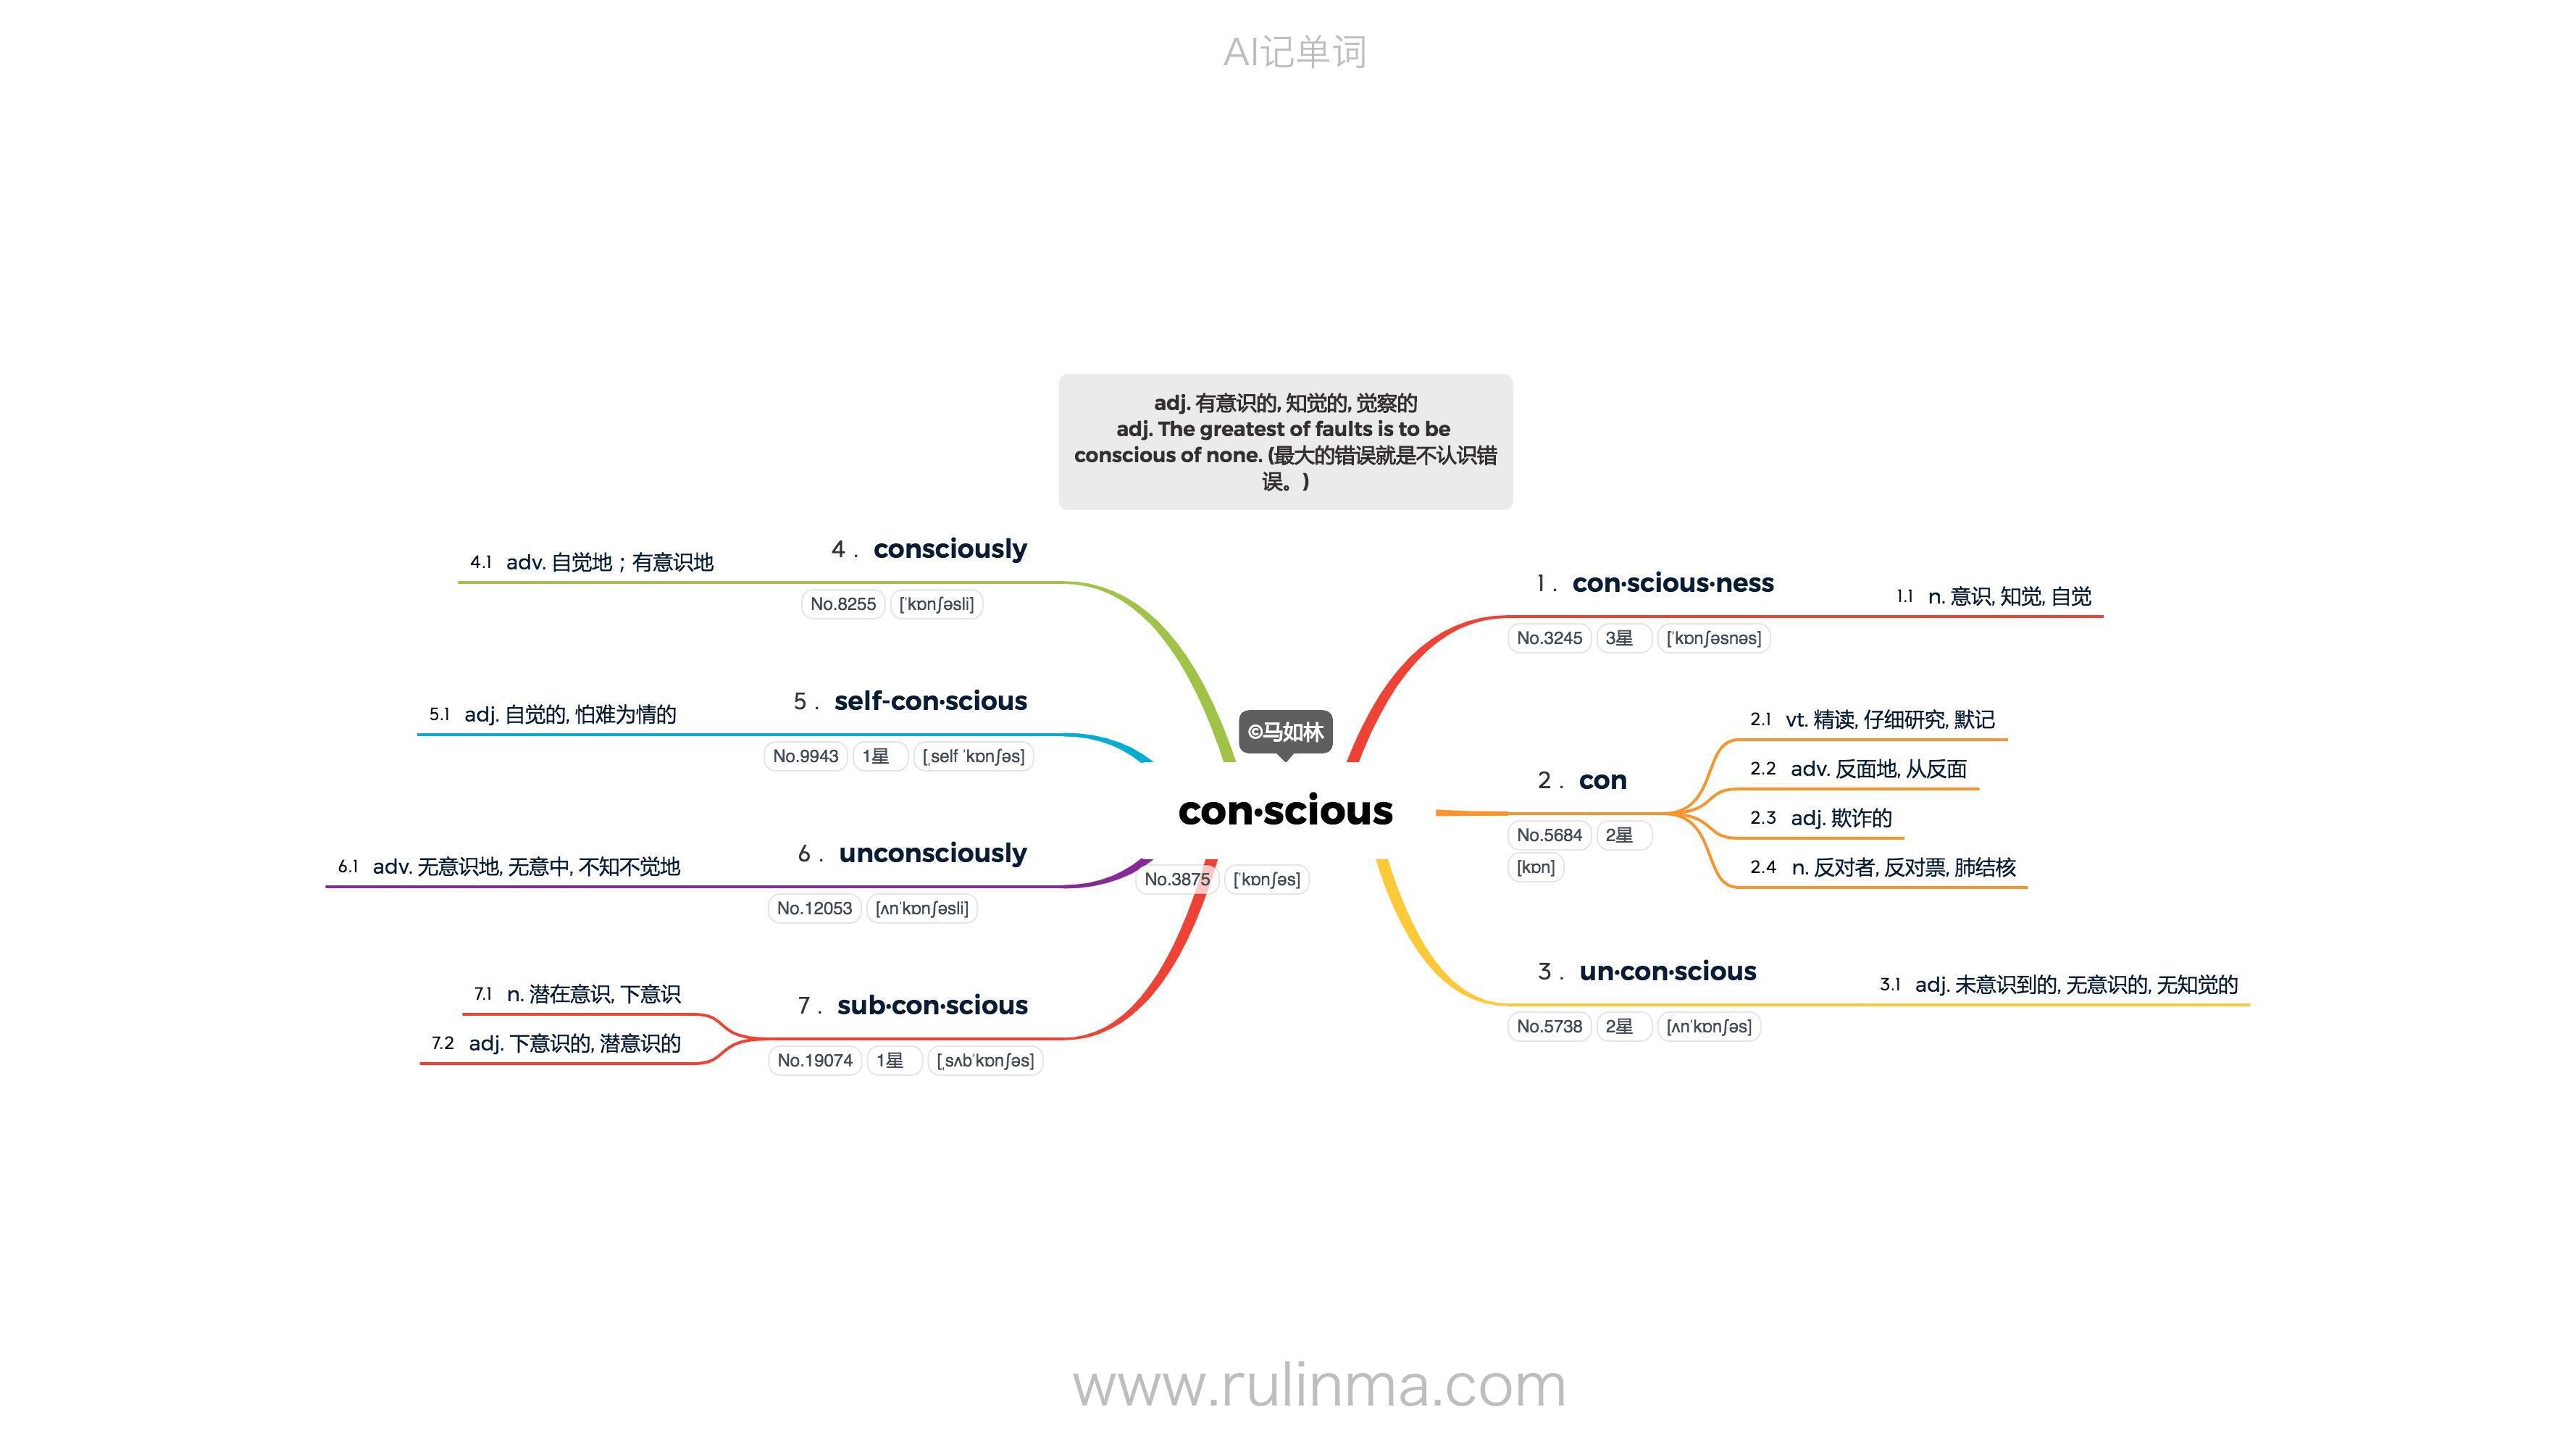 AI记单词
adj. 有意识的, 知觉的, 觉察的
adj. The greatest of faults is to be
conscious of none. (最大的错误就是不认识错
误。)
©马如林
con·scious
No.3875 [ˈkɒnʃəs]
1. con·scious·ness
No.3245 3星 [ˈkɒnʃəsnəs]
1.1 n. 意识, 知觉, 自觉
2. con
No.5684 2星
[kɒn]
2.1 vt. 精读, 仔细研究, 默记
2.2 adv. 反面地, 从反面
2.3 adj. 欺诈的
2.4 n. 反对者, 反对票, 肺结核
3. un·con·scious
No.5738 2星 [ʌnˈkɒnʃəs]
3.1 adj. 未意识到的, 无意识的, 无知觉的
4. consciously
No.8255 [ˈkɒnʃəsli]
4.1 adv. 自觉地；有意识地
5. self-con·scious
No.9943 1星 [ˌself ˈkɒnʃəs]
5.1 adj. 自觉的, 怕难为情的
6. unconsciously
No.12053 [ʌnˈkɒnʃəsli]
6.1 adv. 无意识地, 无意中, 不知不觉地
7. sub·con·scious
No.19074 1星 [ˌsʌbˈkɒnʃəs]
7.1 n. 潜在意识, 下意识
7.2 adj. 下意识的, 潜意识的
www.rulinma.com